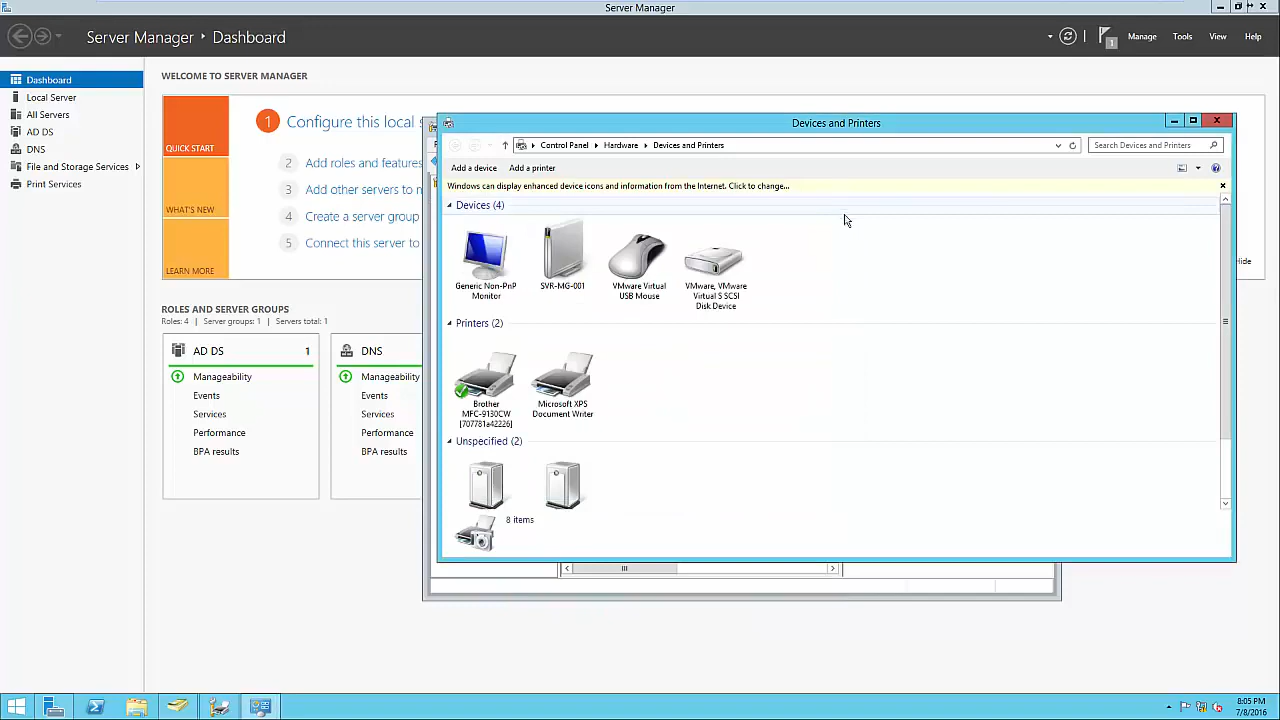 Server Manager
Server Manager • Dashboard
1
Manage
Tools
View
Help
Dashboard
Local Server
All Servers
AD DS
DNS
File and Storage Services
Print Services
WELCOME TO SERVER MANAGER
QUICK START
WHAT'S NEW
LEARN MORE
1 Configure this local s
2 Add roles and features
3 Add other servers to m
4 Create a server group
5 Connect this server to
Hide
ROLES AND SERVER GROUPS
Roles: 4 | Server groups: 1 | Servers total: 1
AD DS 1
Manageability
Events
Services
Performance
BPA results
DNS
Manageability
Events
Services
Performance
BPA results
Devices and Printers
Control Panel
Hardware
Devices and Printers
Search Devices and Printers
Add a device
Add a printer
Windows can display enhanced device icons and information from the Internet. Click to change...
Devices (4)
Generic Non-PnP
Monitor
SVR-MG-001
VMware Virtual
USB Mouse
VMware, VMware
Virtual S SCSI
Disk Device
Printers (2)
Brother
MFC-9130CW
[707781a42226]
Microsoft XPS
Document Writer
Unspecified (2)
8 items
8:05 PM
7/8/2016